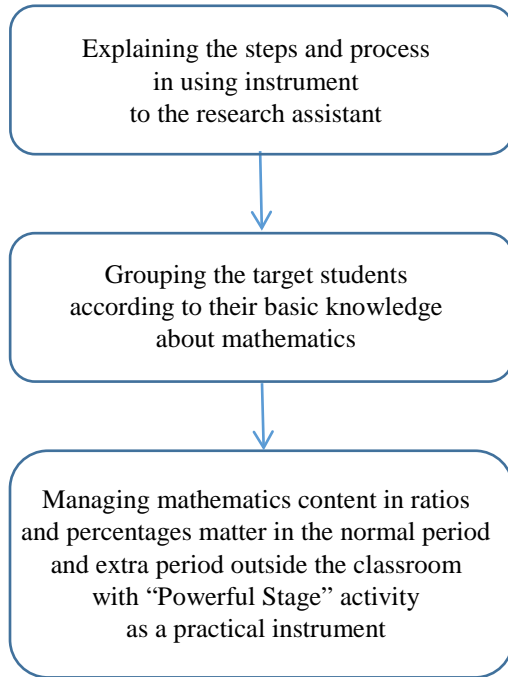 Explaining the steps and process
in using instrument
to the research assistant
Grouping the target students
according to their basic knowledge
about mathematics
Managing mathematics content in ratios
and percentages matter in the normal period
and extra period outside the classroom
with “Powerful Stage” activity
as a practical instrument